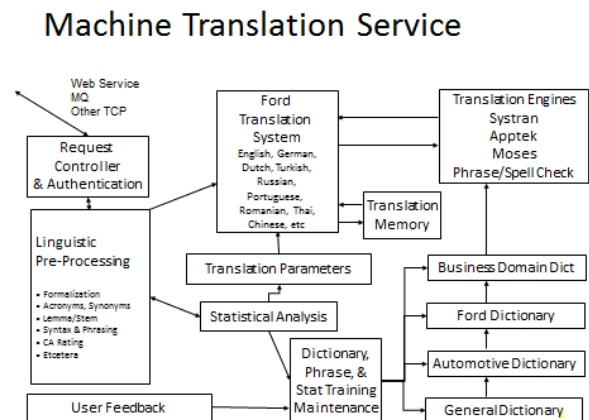 Machine Translation Service
Web Service
MQ
Other TCP
Request
Controller
& Authentication
Linguistic
Pre-Processing
▪ Formalization
▪ Acronyms, Synonyms
▪ Lemma/Stem
▪ Syntax & Phrasing
▪ CA Rating
▪ Etcetera
User Feedback
Ford
Translation
System
English, German,
Dutch, Turkish,
Russian,
Portuguese,
Romanian, Thai,
Chinese, etc
Translation
Memory
Translation Parameters
Statistical Analysis
Dictionary,
Phrase, &
Stat Training
Maintenance
Translation Engines
Systran
Apptek
Moses
Phrase/Spell Check
Business Domain Dict
Ford Dictionary
Automotive Dictionary
General Dictionary